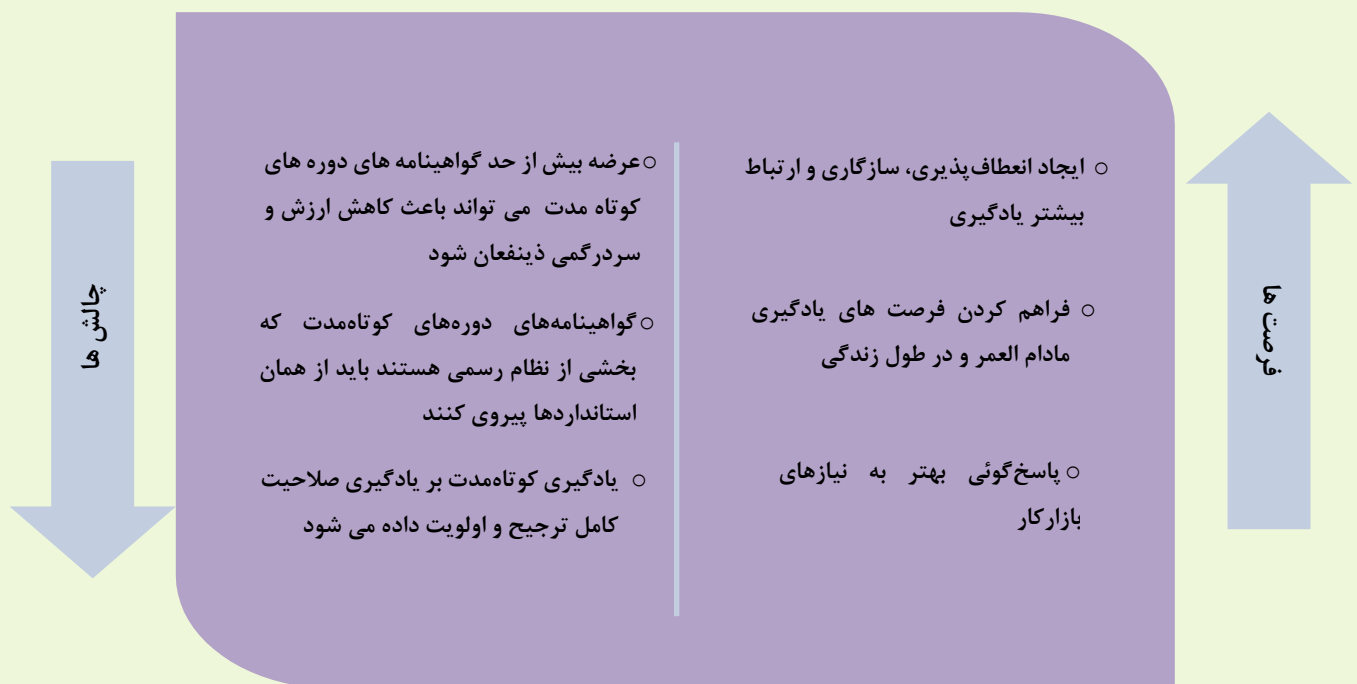 فرصت ها
○ ایجاد انعطاف‌پذیری، سازگاری و ارتباط
بیشتر یادگیری
○ فراهم کردن فرصت های یادگیری
مادام العمر و در طول زندگی
○ پاسخ‌گوئی بهتر به نیازهای
بازارکار
○ عرضه بیش از حد گواهینامه های دوره های
کوتاه مدت می تواند باعث کاهش ارزش و
سردرگمی ذینفعان شود
○ گواهینامه‌های دوره‌های کوتاه‌مدت که
بخشی از نظام رسمی هستند باید از همان
استانداردها پیروی کنند
○ یادگیری کوتاه‌مدت بر یادگیری صلاحیت
کامل ترجیح و اولویت داده می شود
چالش ها